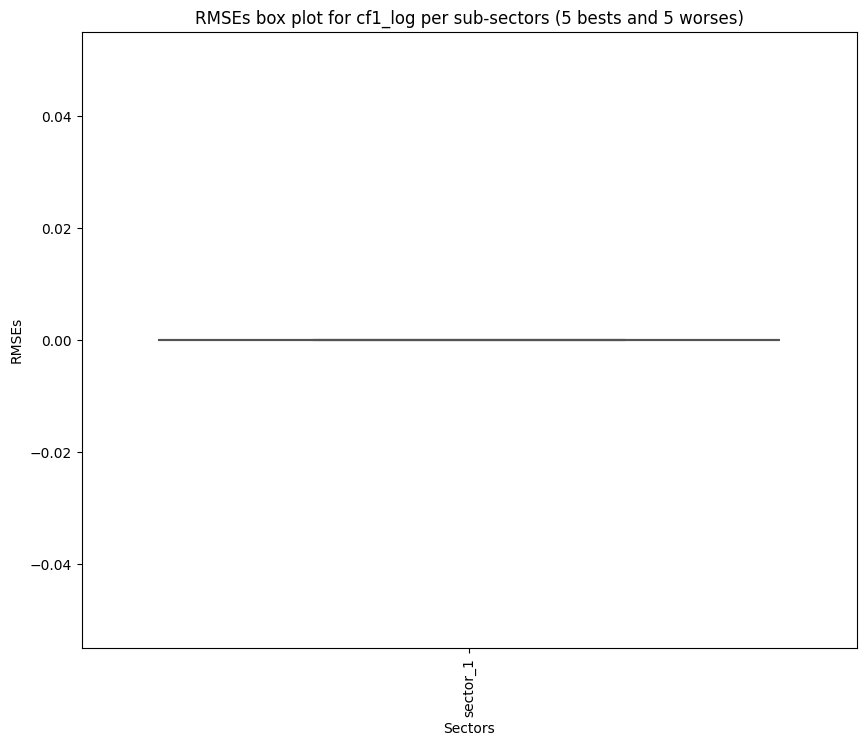 RMSEs box plot for cf1_log per sub-sectors (5 bests and 5 worses)
0.04
0.02
0.00
−0.02
−0.04
RMSEs
sector_1
Sectors